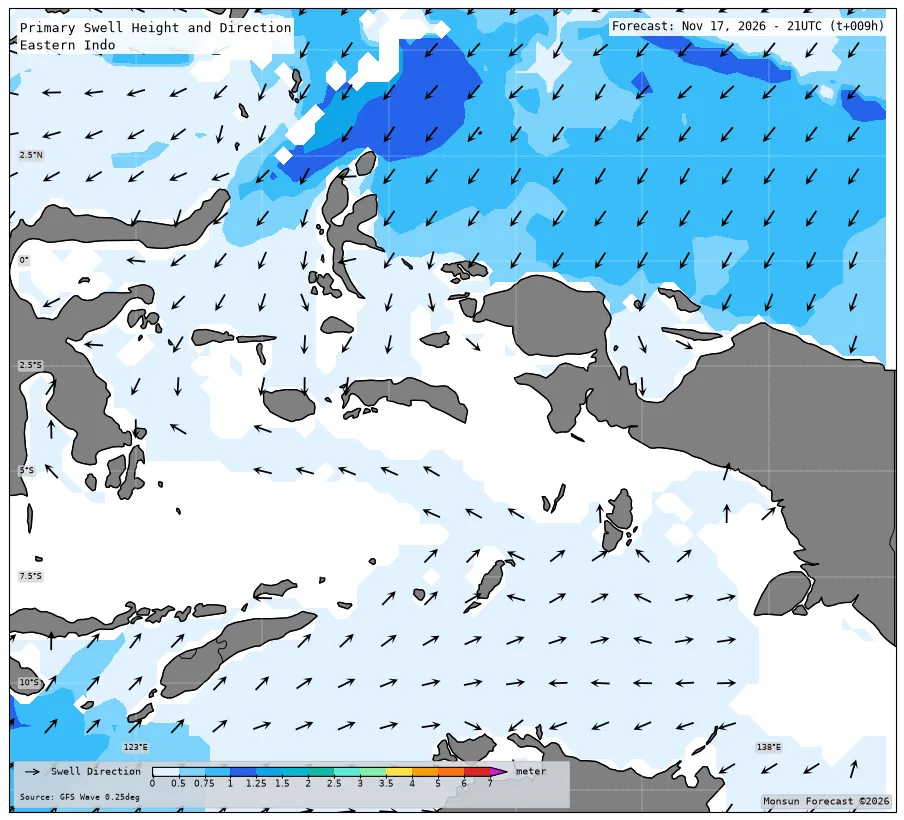 Primary Swell Height and Direction
Eastern Indo
Forecast: Nov 17, 2026 - 21UTC (t+009h)
2.5°N
0°
2.5°S
5°S
7.5°S
10°S
123°E
138°E
Swell Direction
meter
0 0.5 0.75 1 1.25 1.5 2 2.5 3 3.5 4 5 6 7
Source: GFS Wave 0.25deg
Monsun Forecast ©2026